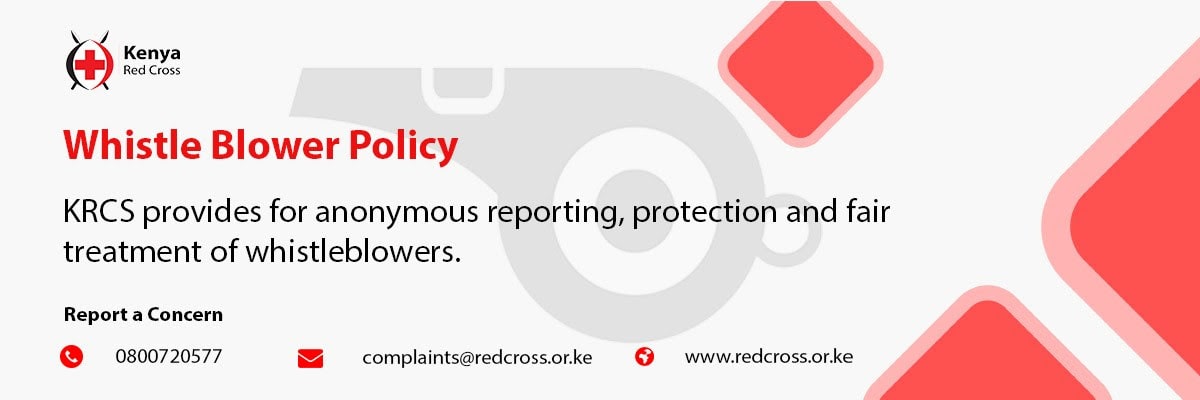 Kenya
Red Cross
Whistle Blower Policy
KRCS provides for anonymous reporting, protection and fair
treatment of whistleblowers.
Report a Concern
0800720577 complaints@redcross.or.ke www.redcross.or.ke